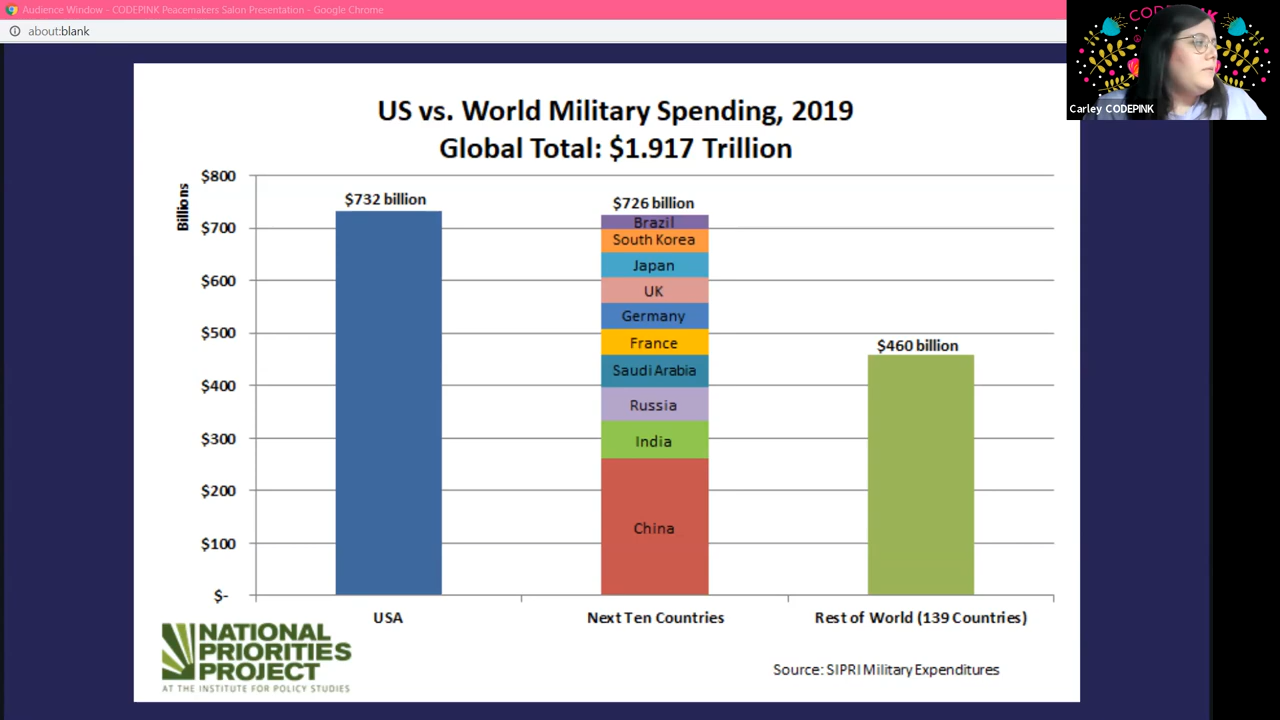 Audience Window - CODEPINK Peacemakers Salon Presentation - Google Chrome
about:blank
CODEPINK
Carley CODEPINK
US vs. World Military Spending, 2019
Global Total: $1.917 Trillion
Billions
$800
$700
$600
$500
$400
$300
$200
$100
$-
$732 billion
$726 billion
Brazil
South Korea
Japan
UK
Germany
France
Saudi Arabia
Russia
India
China
$460 billion
USA
Next Ten Countries
Rest of World (139 Countries)
NATIONAL
PRIORITIES
PROJECT
AT THE INSTITUTE FOR POLICY STUDIES
Source: SIPRI Military Expenditures